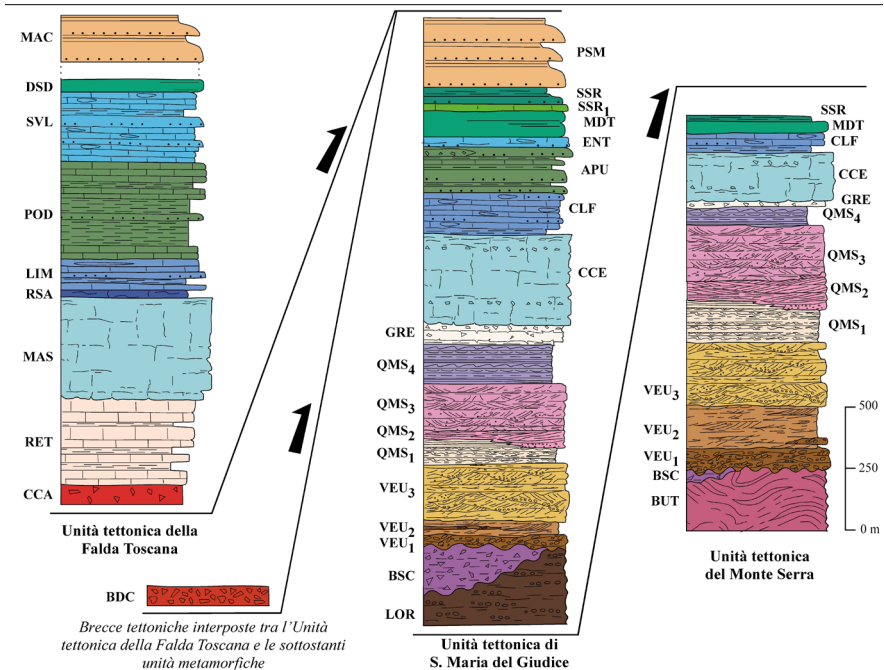 MAC
DSD
SVL
POD
LIM
RSA
MAS
RET
CCA
Unità tettonica della
Falda Toscana
BDC
Brecce tettoniche interposte tra l'Unità
tettonica della Falda Toscana e le sottostanti
unità metamorfiche
PSM
SSR
SSR1
MDT
ENT
APU
CLF
CCE
GRE
QMS4
QMS3
QMS2
QMS1
VEU3
VEU2
VEU1
BSC
LOR
Unità tettonica di
S. Maria del Giudice
SSR
MDT
CLF
CCE
GRE
QMS4
QMS3
QMS2
QMS1
VEU3
VEU2
VEU1
BSC
BUT
500
250
0 m
Unità tettonica
del Monte Serra